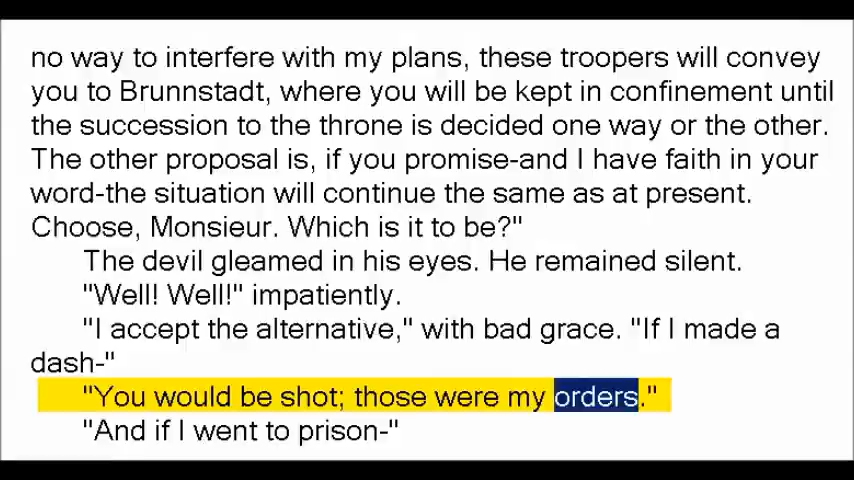 no way to interfere with my plans, these troopers will convey
you to Brunnstadt, where you will be kept in confinement until
the succession to the throne is decided one way or the other.
The other proposal is, if you promise-and I have faith in your
word-the situation will continue the same as at present.
Choose, Monsieur. Which is it to be?"
The devil gleamed in his eyes. He remained silent.
"Well! Well!" impatiently.
"I accept the alternative," with bad grace. "If I made a
dash-"
"You would be shot; those were my orders."
"And if I went to prison-"